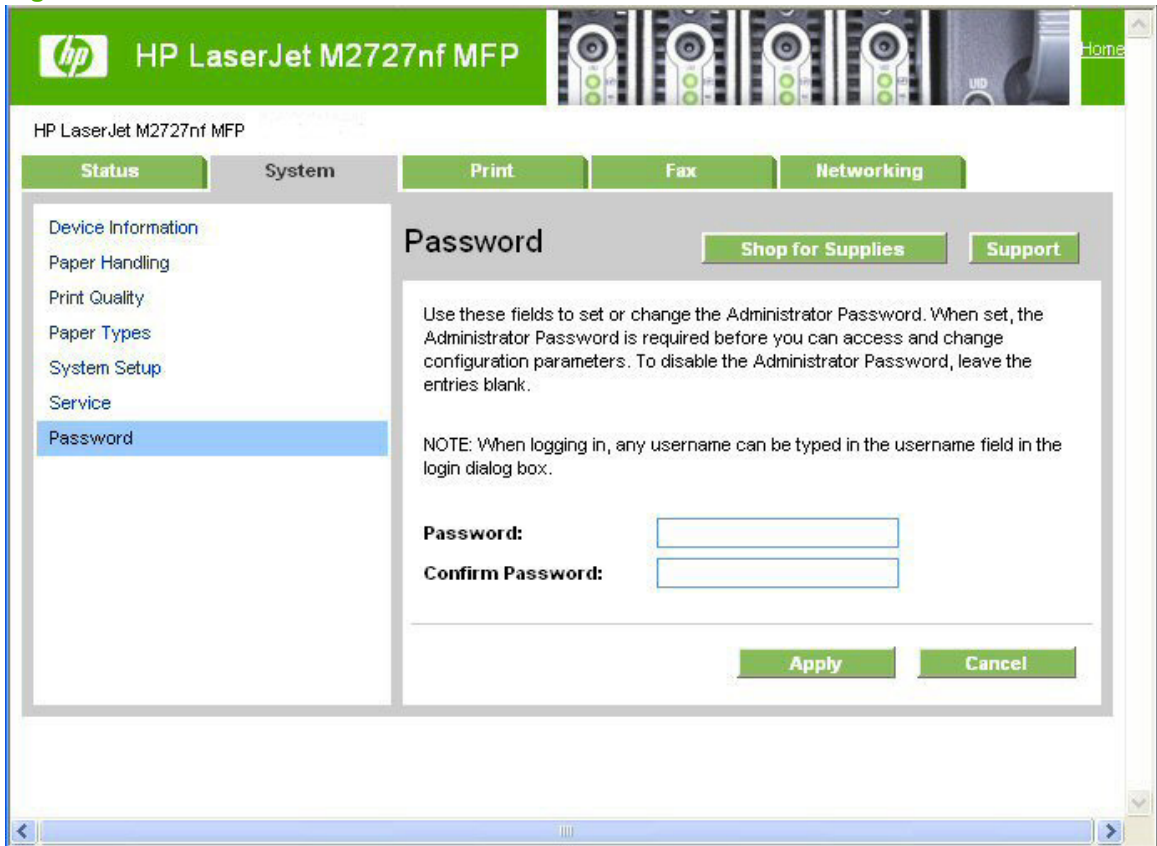 hp
HP LaserJet M2727nf MFP
UID
Home
HP LaserJet M2727nf MFP
Status
System
Print
Fax
Networking
Device Information
Paper Handling
Print Quality
Paper Types
System Setup
Service
Password
Password
Shop for Supplies
Support
Use these fields to set or change the Administrator Password. When set, the
Administrator Password is required before you can access and change
configuration parameters. To disable the Administrator Password, leave the
entries blank.
NOTE: When logging in, any username can be typed in the username field in the
login dialog box.
Password:
Confirm Password:
Apply
Cancel